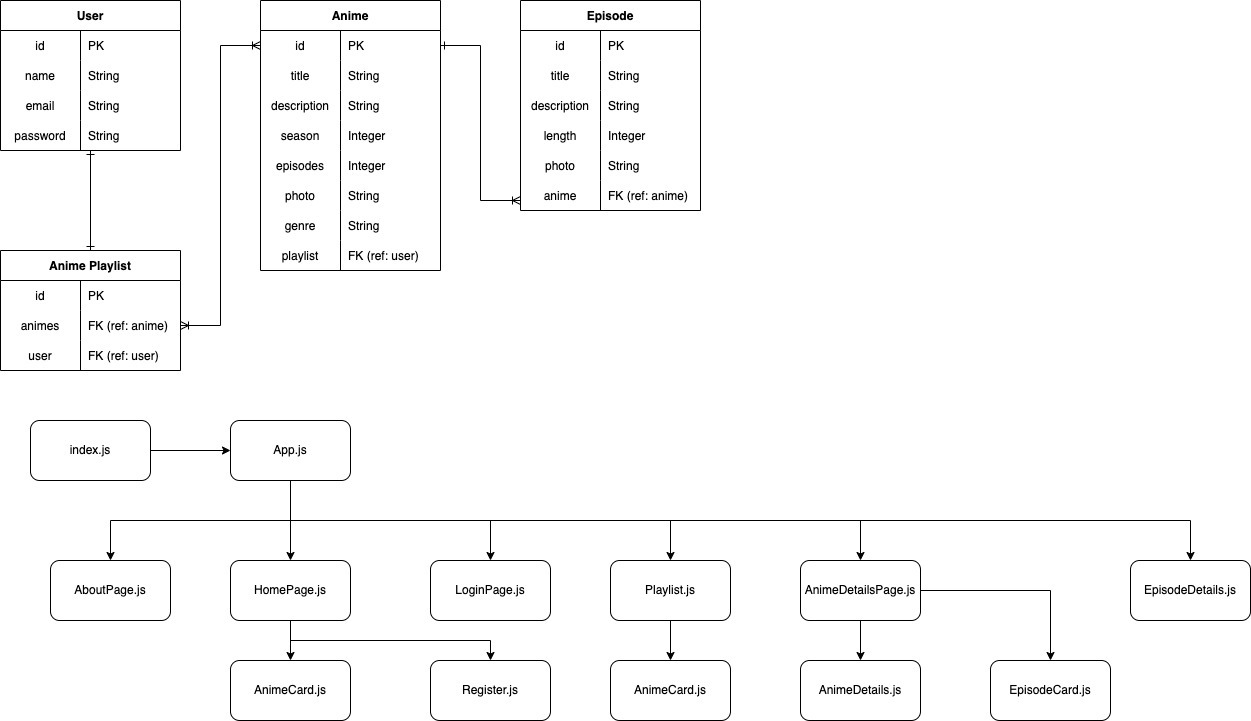 User
id PK
name String
email String
password String
Anime
id PK
title String
description String
season Integer
episodes Integer
photo String
genre String
playlist FK (ref: user)
Episode
id PK
title String
description String
length Integer
photo String
anime FK (ref: anime)
Anime Playlist
id PK
animes FK (ref: anime)
user FK (ref: user)
index.js
App.js
AboutPage.js
HomePage.js
LoginPage.js
Playlist.js
AnimeDetailsPage.js
EpisodeDetails.js
AnimeCard.js
Register.js
AnimeCard.js
AnimeDetails.js
EpisodeCard.js